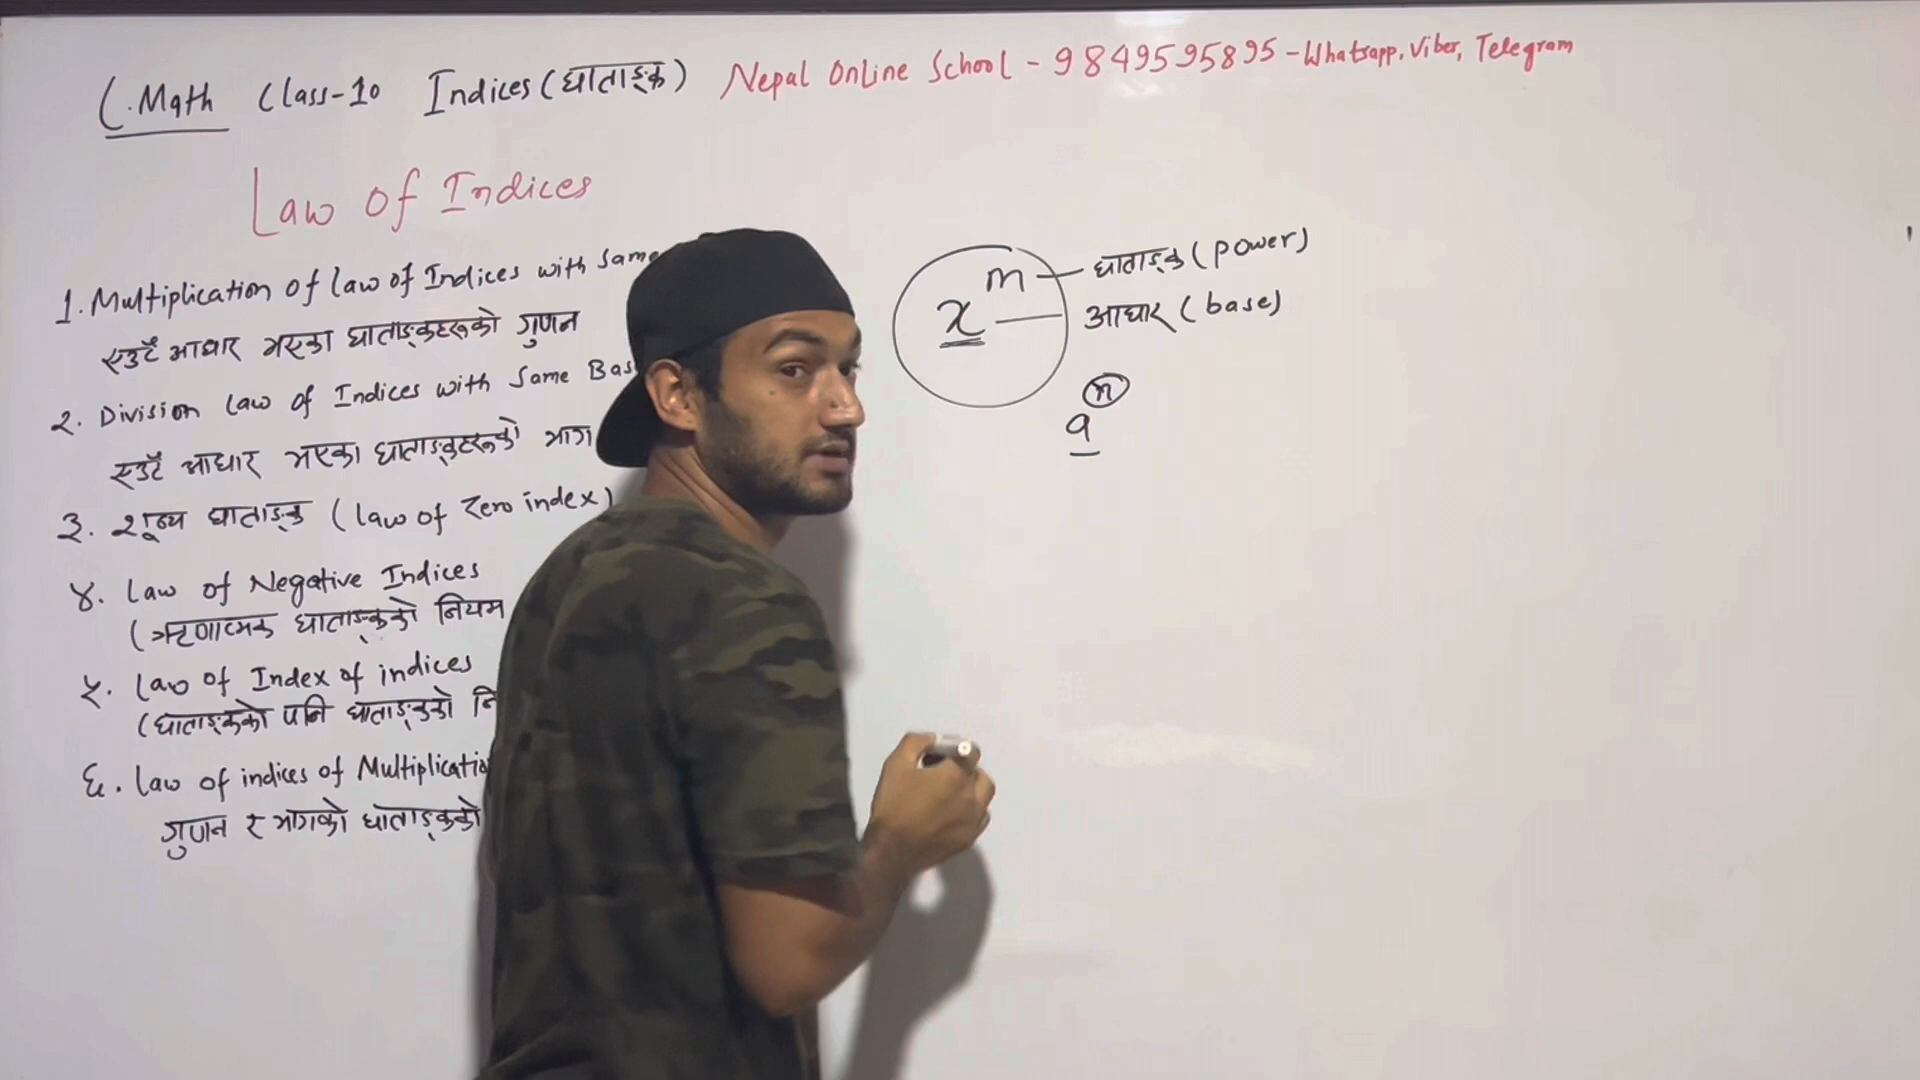 C.Math Class-10 Indices (घाताङ्क) Nepal Online School - 9849595895 - Whatsapp, Viber, Telegram
Law of Indices
1. Multiplication of law of Indices with Same
एउटै आधार भएका घाताङ्कहरूको गुणन
२. Division law of Indices with Same Bas
एउटै आधार भएका घाताङ्कहरूको भाग
३. शून्य घाताङ्क (law of Zero index)
४. Law of Negative Indices
(ऋणात्मक घाताङ्कको नियम
५. Law of Index of indices
(घाताङ्कको पनि घाताङ्कको नि
६. Law of indices of Multiplicatio
गुणन र भागको घाताङ्कको
x^m
घाताङ्क (power)
आधार (base)
a^n